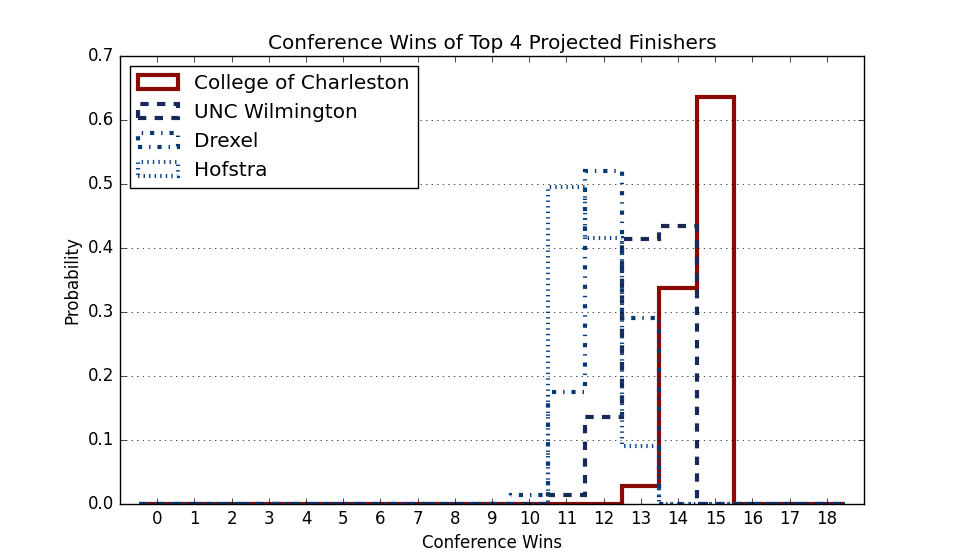 Conference Wins of Top 4 Projected Finishers
0.7
0.6
0.5
0.4
0.3
0.2
0.1
0.0
Probability
College of Charleston
UNC Wilmington
Drexel
Hofstra
0 1 2 3 4 5 6 7 8 9 10 11 12 13 14 15 16 17 18
Conference Wins